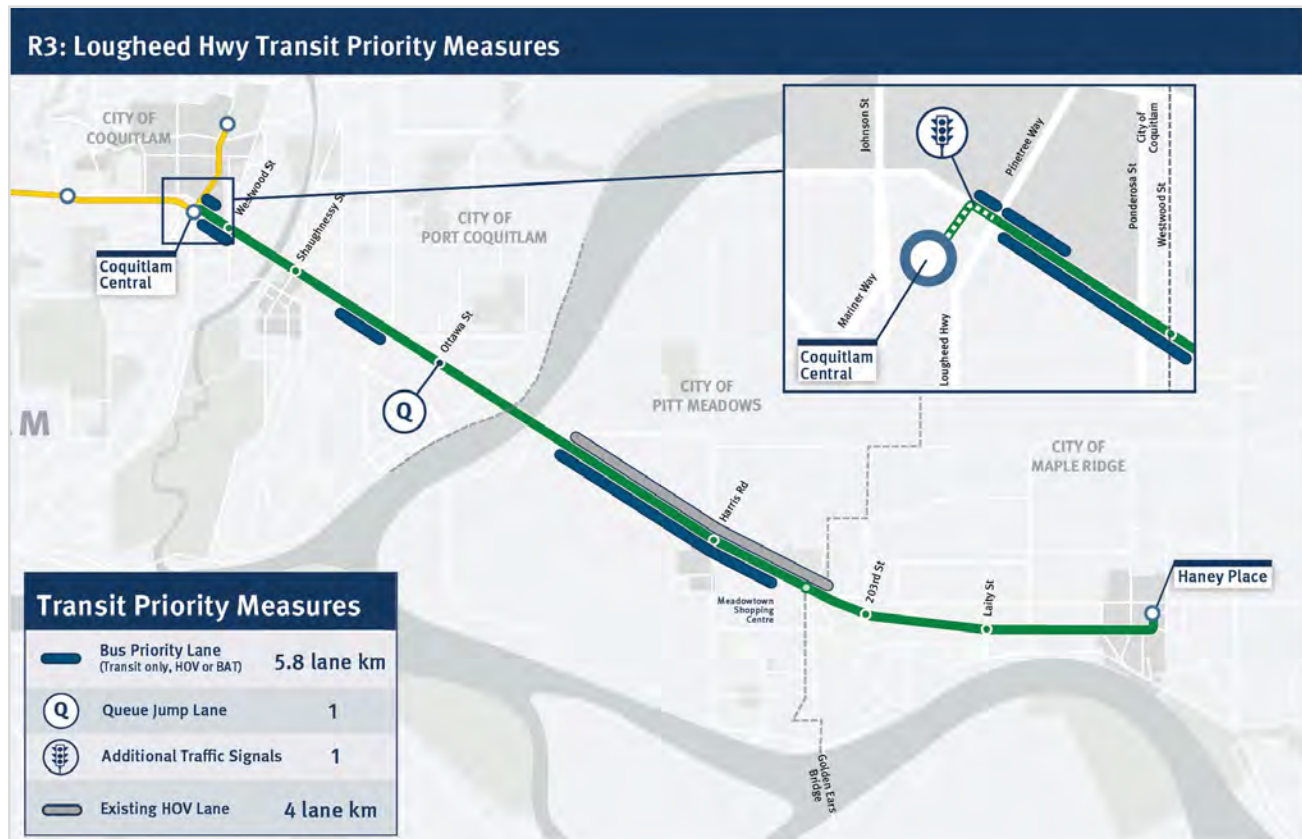 R3: Lougheed Hwy Transit Priority Measures
CITY OF
COQUITLAM
Westwood St
Shaughnessy St
CITY OF
PORT COQUITLAM
Coquitlam
Central
Ottawa St
Q
M
CITY OF
PITT MEADOWS
Harris Rd
Meadowtown
Shopping
Centre
203rd St
Laity St
CITY OF
MAPLE RIDGE
Haney Place
Golden Ears
Bridge
Johnson St
Pinetree Way
City of
Coquitlam
Ponderosa St
Westwood St
Mariner Way
Lougheed Hwy
Coquitlam
Central
Transit Priority Measures
Bus Priority Lane
(Transit only, HOV or BAT)
5.8 lane km
Q Queue Jump Lane 1
Additional Traffic Signals 1
Existing HOV Lane 4 lane km